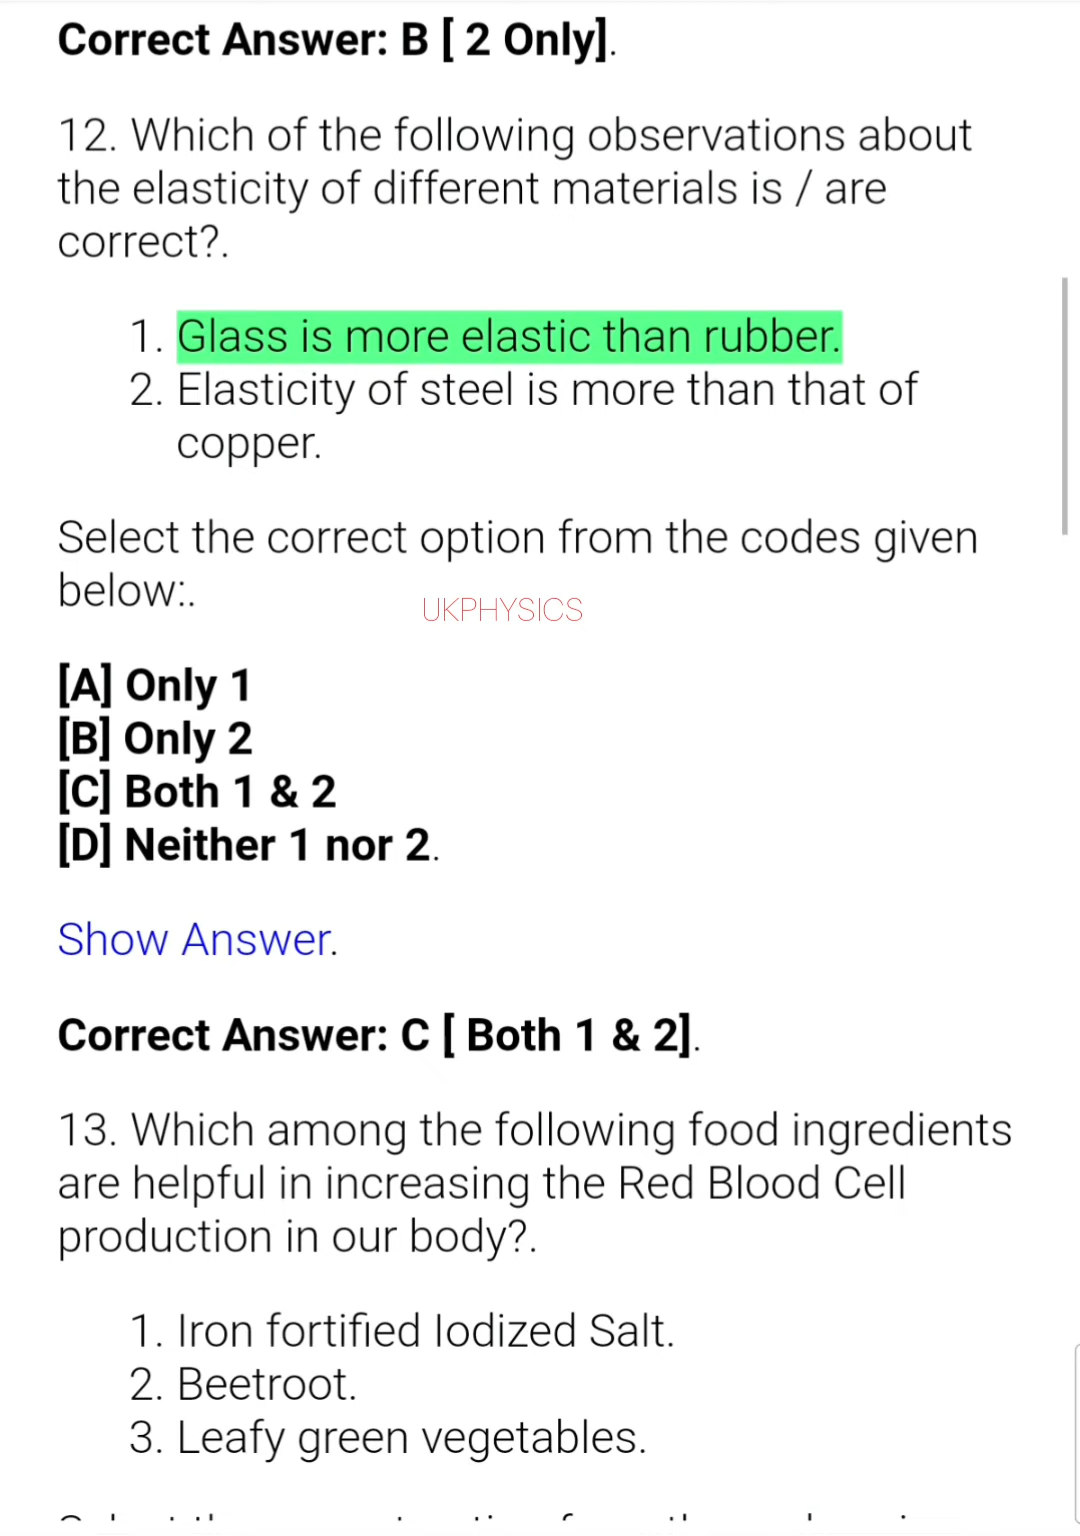 Correct Answer: B [ 2 Only].
12. Which of the following observations about
the elasticity of different materials is / are
correct?.
1. Glass is more elastic than rubber.
2. Elasticity of steel is more than that of
copper.
Select the correct option from the codes given
below:.
UKPHYSICS
[A] Only 1
[B] Only 2
[C] Both 1 & 2
[D] Neither 1 nor 2.
Show Answer.
Correct Answer: C [ Both 1 & 2].
13. Which among the following food ingredients
are helpful in increasing the Red Blood Cell
production in our body?.
1. Iron fortified Iodized Salt.
2. Beetroot.
3. Leafy green vegetables.